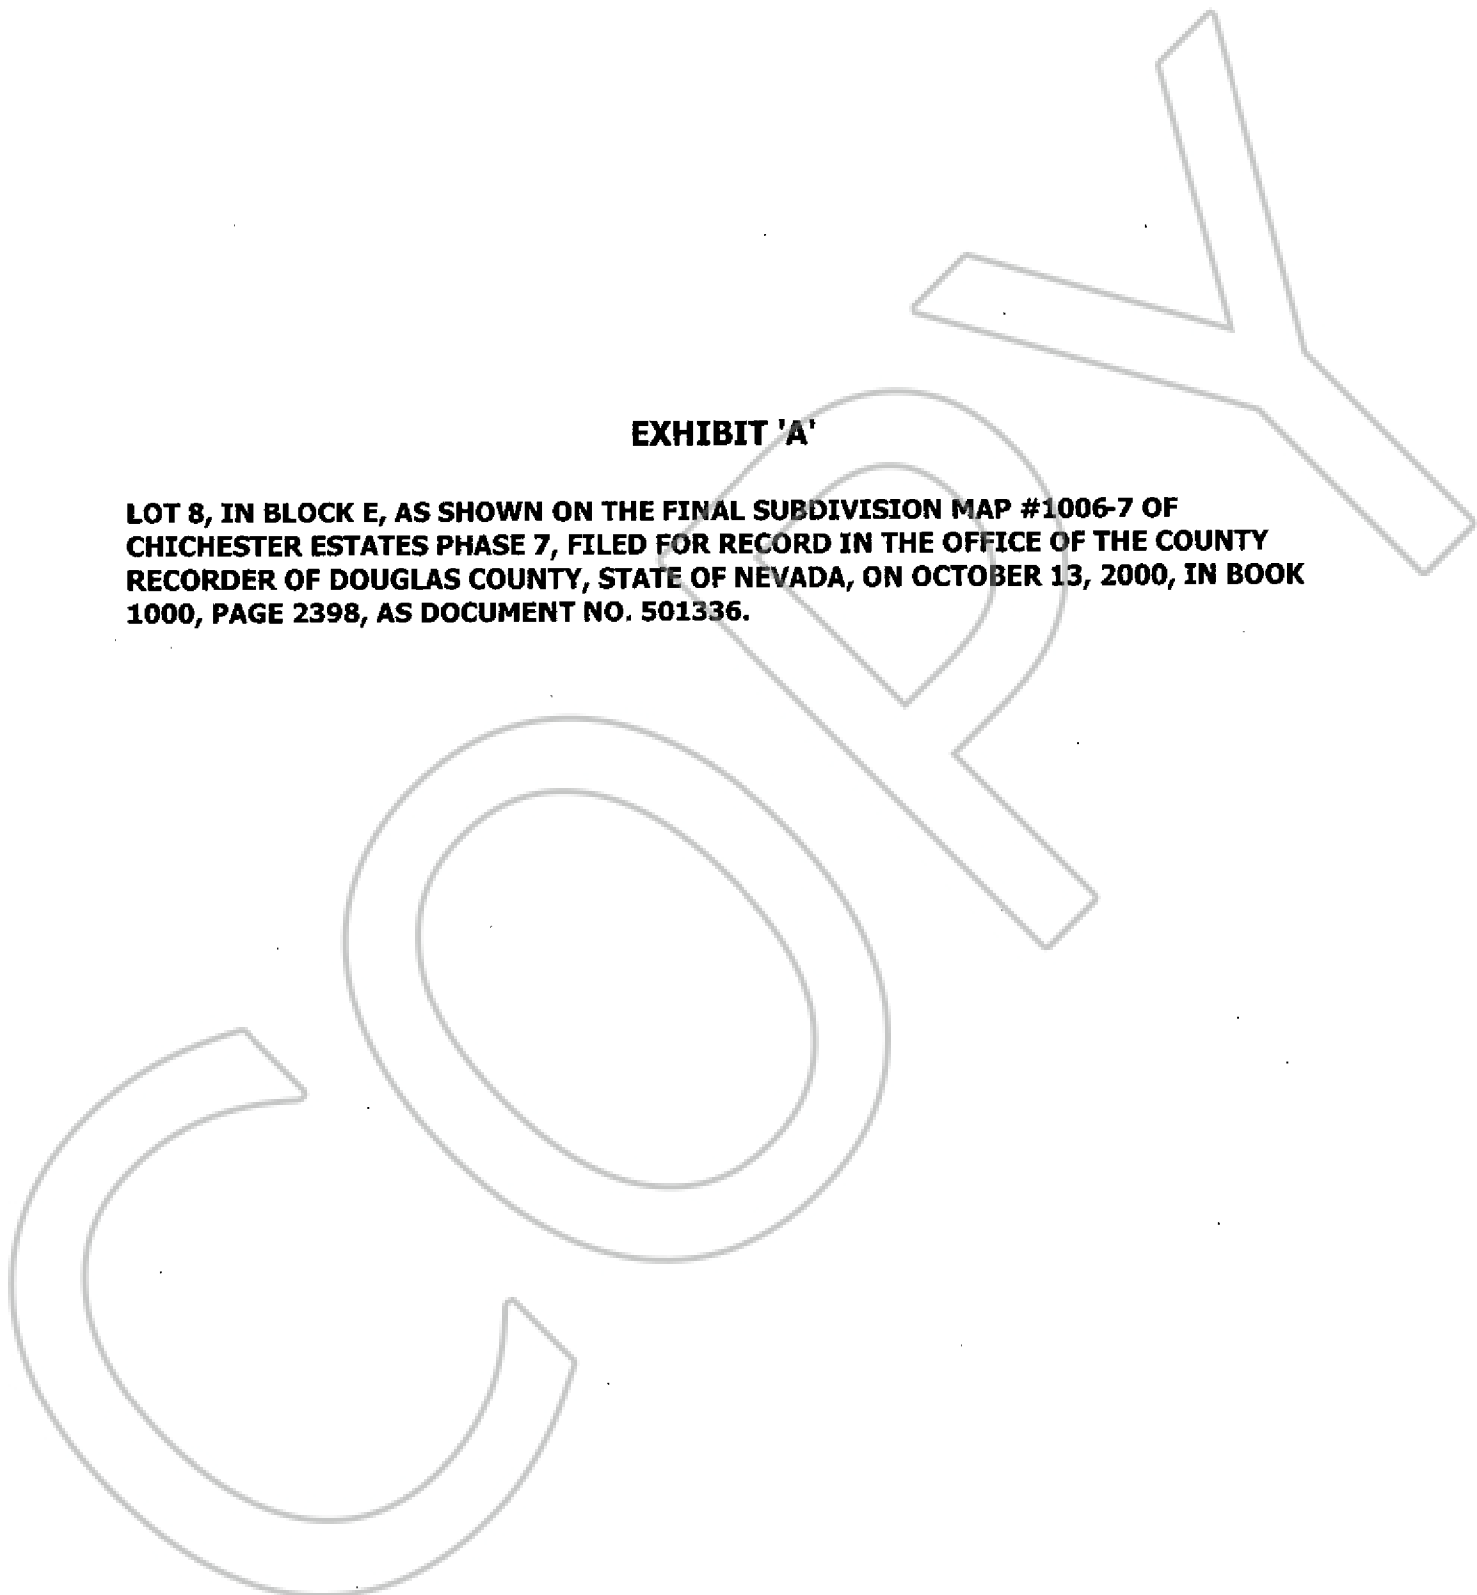 EXHIBIT 'A'
LOT 8, IN BLOCK E, AS SHOWN ON THE FINAL SUBDIVISION MAP #1006-7 OF
CHICHESTER ESTATES PHASE 7, FILED FOR RECORD IN THE OFFICE OF THE COUNTY
RECORDER OF DOUGLAS COUNTY, STATE OF NEVADA, ON OCTOBER 13, 2000, IN BOOK
1000, PAGE 2398, AS DOCUMENT NO. 501336.
COPY